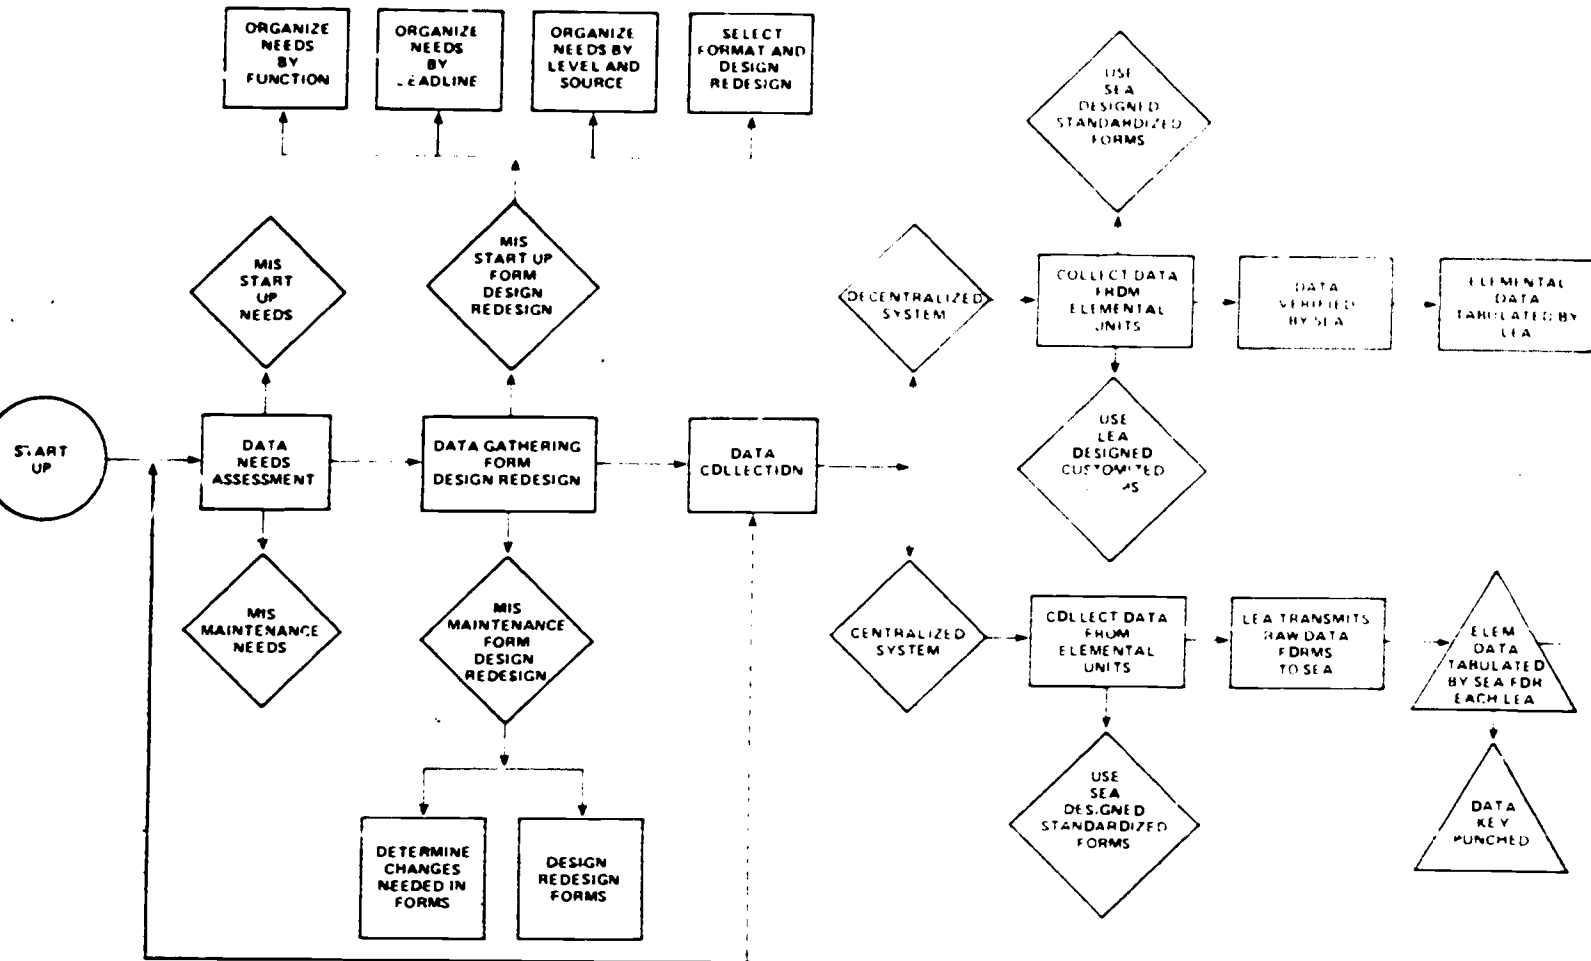 ORGANIZE
NEEDS
BY
FUNCTION
ORGANIZE
NEEDS
BY
LEADLINE
ORGANIZE
NEEDS BY
LEVEL AND
SOURCE
SELECT
FORMAT AND
DESIGN
REDESIGN
USE
SEA
DESIGNED
STANDARDIZED
FORMS
MIS
START
UP
NEEDS
MIS
START UP
FORM
DESIGN
REDESIGN
DECENTRALIZED
SYSTEM
COLLECT DATA
FROM
ELEMENTAL
UNITS
DATA
VERIFIED
BY SEA
ELEMENTAL
DATA
TABULATED BY
LEA
START
UP
DATA
NEEDS
ASSESSMENT
DATA GATHERING
FORM
DESIGN REDESIGN
DATA
COLLECTION
USE
LEA
DESIGNED
CUSTOMITED
MIS
MAINTENANCE
NEEDS
MIS
MAINTENANCE
FORM
DESIGN
REDESIGN
CENTRALIZED
SYSTEM
COLLECT DATA
FROM
ELEMENTAL
UNITS
LEA TRANSMITS
RAW DATA
FORMS
TO SEA
ELEM
DATA
TABULATED
BY SEA FOR
EACH LEA
DETERMINE
CHANGES
NEEDED IN
FORMS
DESIGN
REDESIGN
FORMS
USE
SEA
DESIGNED
STANDARDIZED
FORMS
DATA
KEY
PUNCHED